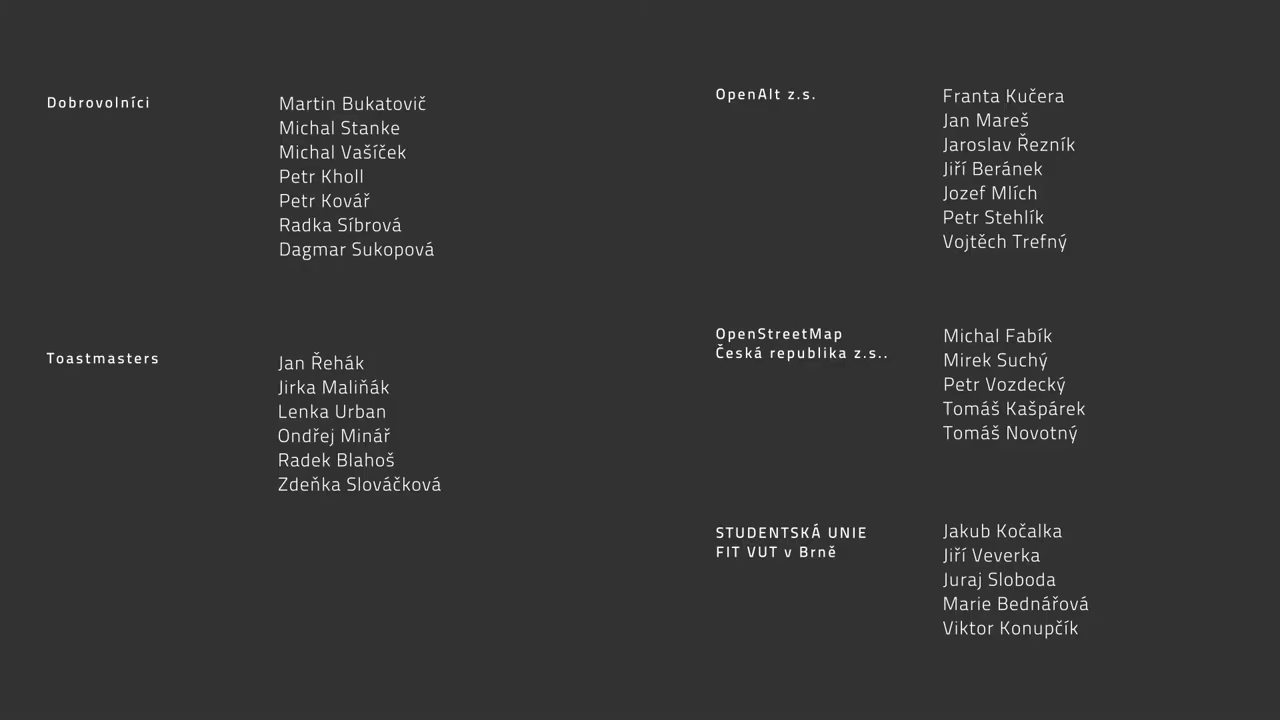 Dobrovolníci
Martin Bukatovič
Michal Stanke
Michal Vašíček
Petr Kholl
Petr Kovář
Radka Síbrová
Dagmar Sukopová
Toastmasters
Jan Řehák
Jirka Maliňák
Lenka Urban
Ondřej Minář
Radek Blahoš
Zdeňka Slováčková
OpenAlt z.s.
Franta Kučera
Jan Mareš
Jaroslav Řezník
Jiří Beránek
Jozef Mlích
Petr Stehlík
Vojtěch Trefný
OpenStreetMap
Česká republika z.s..
Michal Fabík
Mirek Suchý
Petr Vozdecký
Tomáš Kašpárek
Tomáš Novotný
STUDENTSKÁ UNIE
FIT VUT v Brně
Jakub Kočalka
Jiří Veverka
Juraj Sloboda
Marie Bednářová
Viktor Konupčík